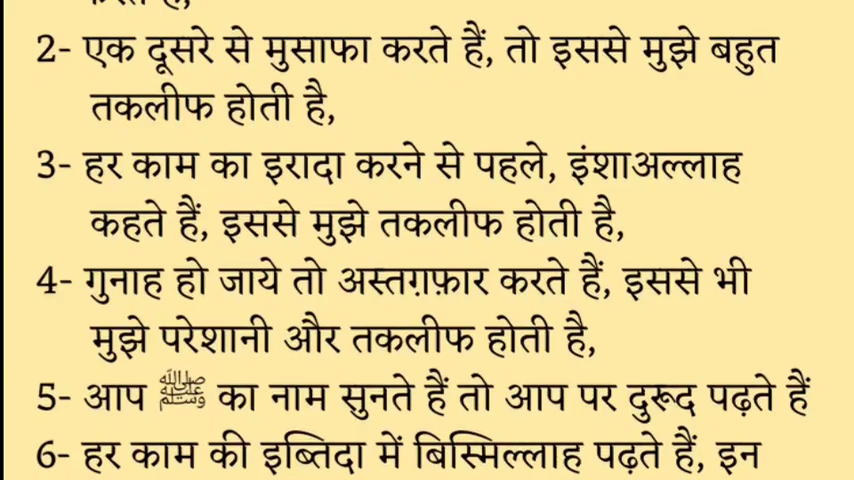 करते हैं,
2- एक दूसरे से मुसाफा करते हैं, तो इससे मुझे बहुत
तकलीफ होती है,
3- हर काम का इरादा करने से पहले, इंशाअल्लाह
कहते हैं, इससे मुझे तकलीफ होती है,
4- गुनाह हो जाये तो अस्तग़फ़ार करते हैं, इससे भी
मुझे परेशानी और तकलीफ होती है,
5- आप ﷺ का नाम सुनते हैं तो आप पर दुरूद पढ़ते हैं
6- हर काम की इब्तिदा में बिस्मिल्लाह पढ़ते हैं, इन